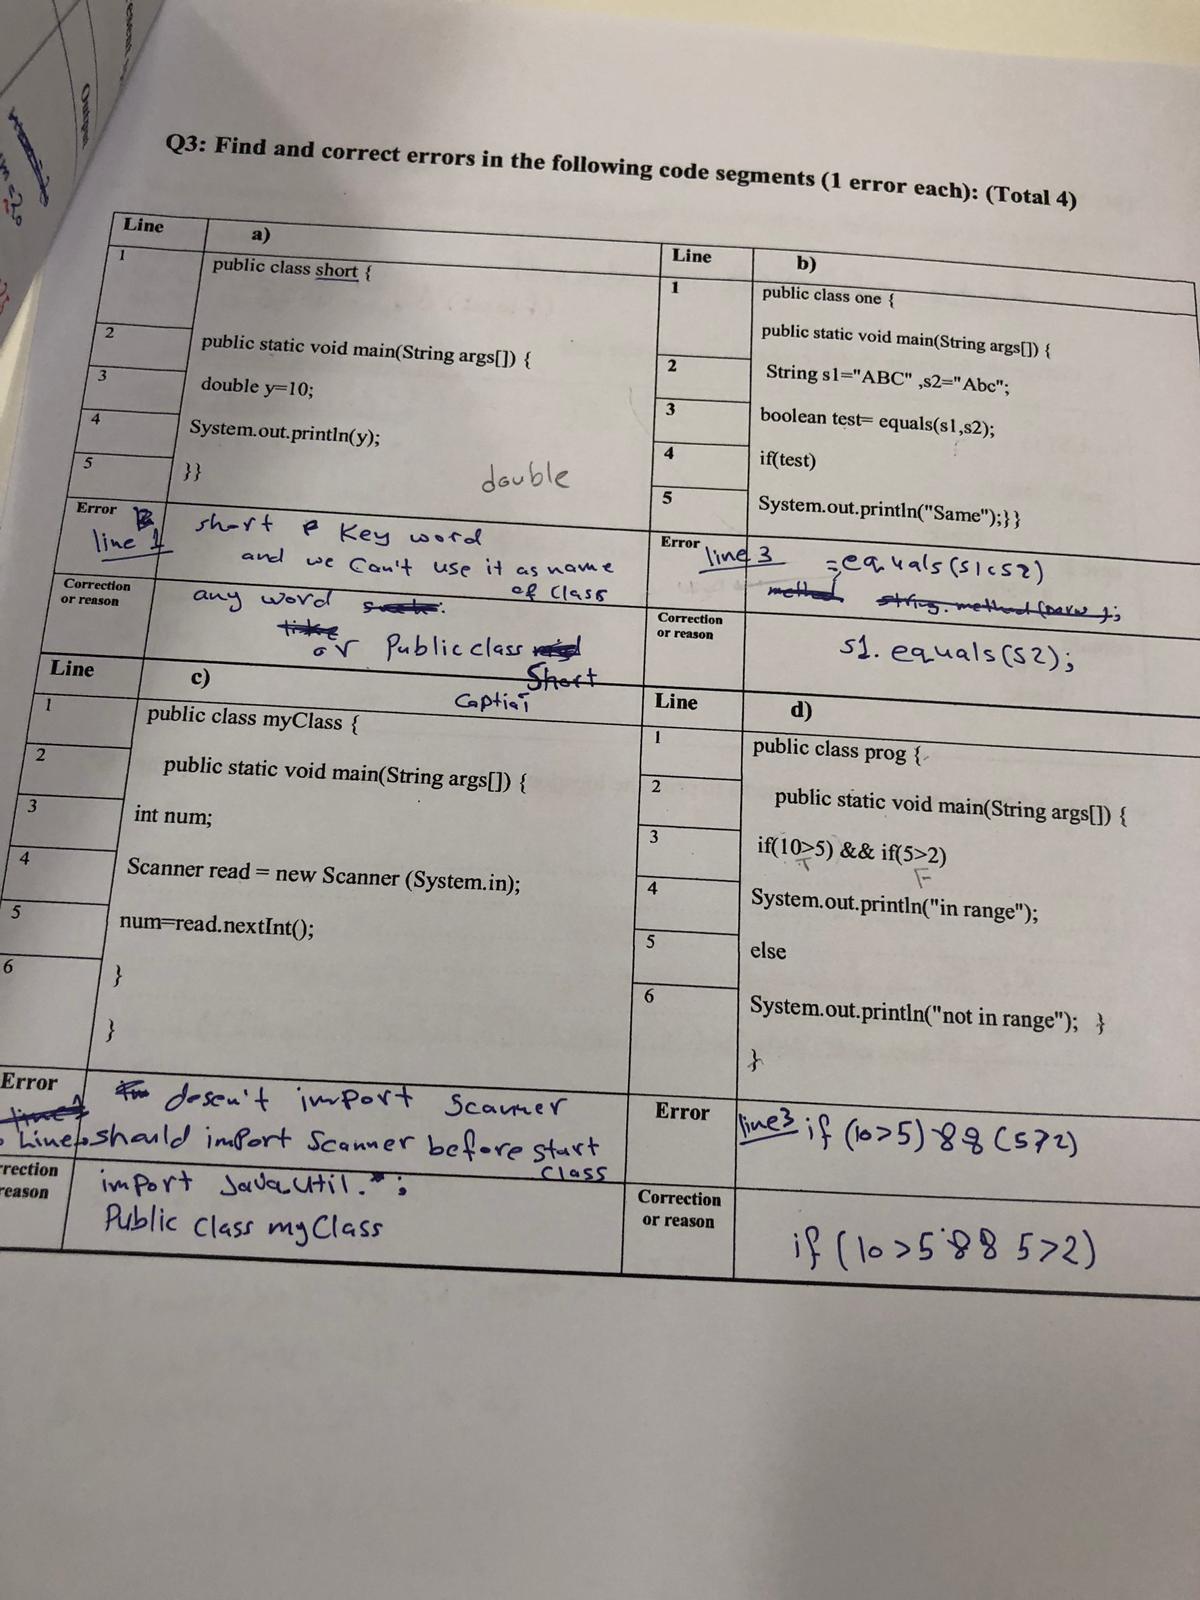 Output
Q3: Find and correct errors in the following code segments (1 error each): (Total 4)
Line a)
1 public class short {
2 public static void main(String args[]) {
3 double y=10;
4 System.out.println(y);
5 }}
double
Error line 1 short Key word
and we can't use it as name
of class
Correction or reason any word
or Public class
Short
Captial
Line b)
1 public class one {
public static void main(String args[]) {
2 String s1="ABC" ,s2="Abc";
3 boolean test= equals(s1,s2);
4 if(test)
5 System.out.println("Same");}}
Error line 3 =equals(s1<s2)
Correction or reason s1.equals(s2);
Line c)
1 public class myClass {
2 public static void main(String args[]) {
3 int num;
4 Scanner read = new Scanner (System.in);
5 num=read.nextInt();
6 }
}
Error desen't import Scanner
should import Scanner before start
class
rrection
reason
import Java.util.*;
Public class myClass
Line d)
1 public class prog {
2 public static void main(String args[]) {
3 if(10>5) && if(5>2)
T F
4 System.out.println("in range");
5 else
6 System.out.println("not in range"); }
}
Error line3 if (10>5) && (5>2)
Correction or reason if (10>5 && 5>2)